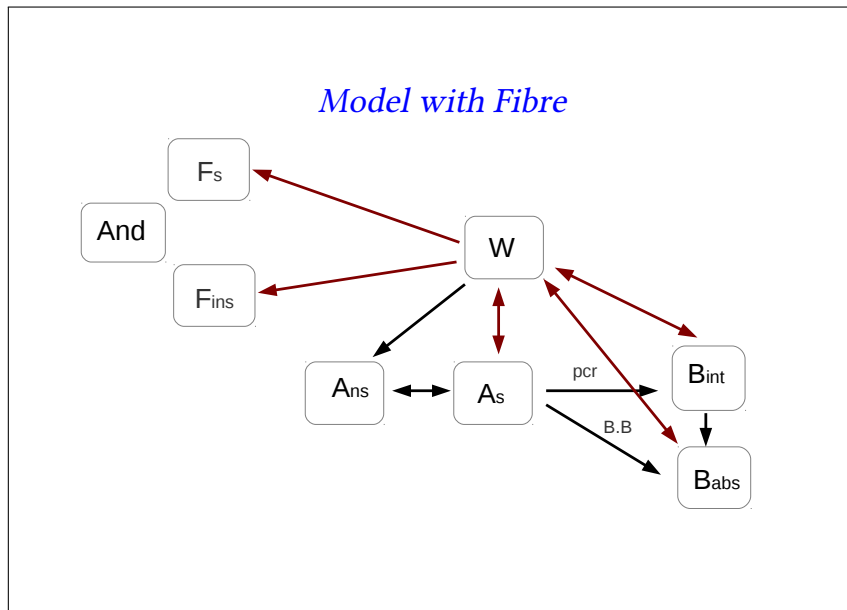 Model with Fibre
Fs
And
W
Fins
Ans
As
pcr
B.B
Bint
Babs